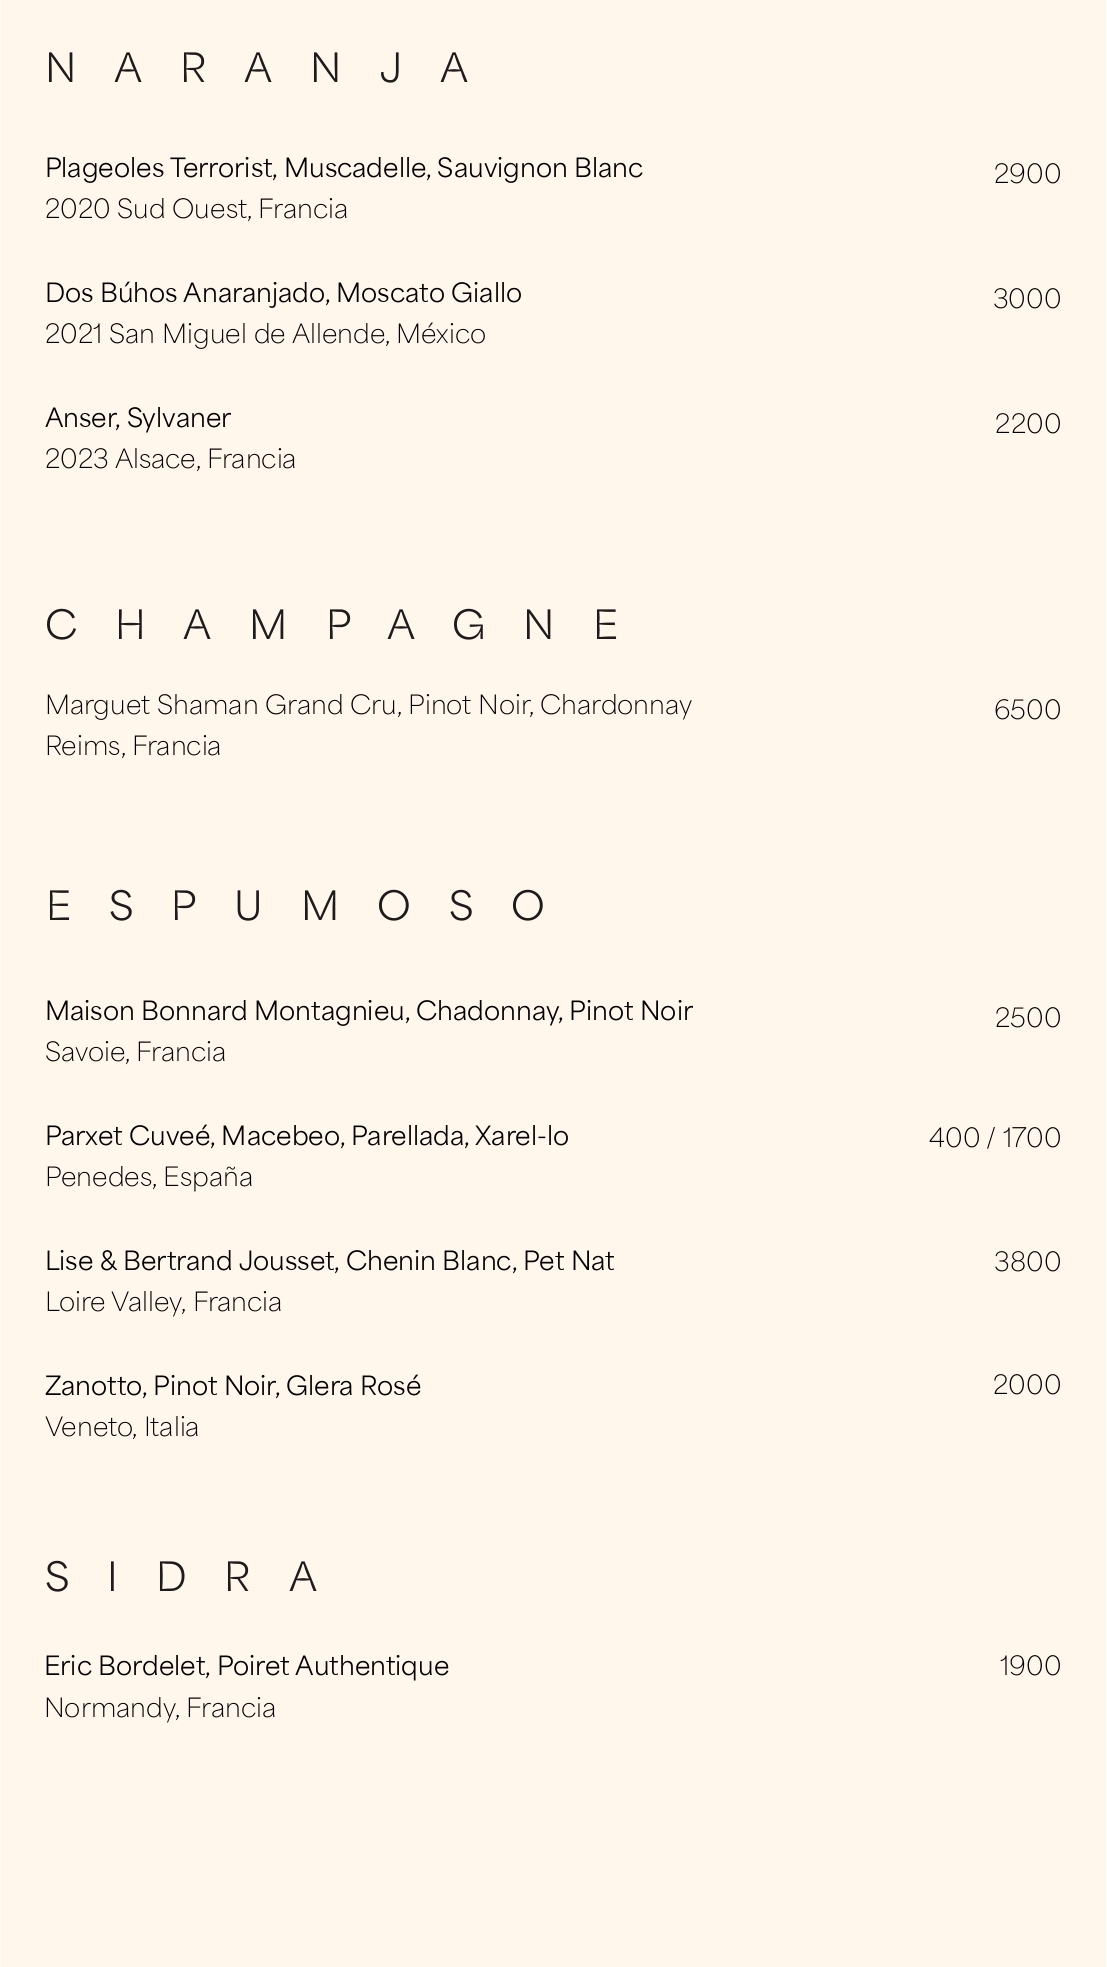 NARANJA
Plageoles Terrorist, Muscadelle, Sauvignon Blanc 2900
2020 Sud Ouest, Francia
Dos Búhos Anaranjado, Moscato Giallo 3000
2021 San Miguel de Allende, México
Anser, Sylvaner 2200
2023 Alsace, Francia
CHAMPAGNE
Marguet Shaman Grand Cru, Pinot Noir, Chardonnay 6500
Reims, Francia
ESPUMOSO
Maison Bonnard Montagnieu, Chadonnay, Pinot Noir 2500
Savoie, Francia
Parxet Cuveé, Macebeo, Parellada, Xarel-lo 400 / 1700
Penedes, España
Lise & Bertrand Jousset, Chenin Blanc, Pet Nat 3800
Loire Valley, Francia
Zanotto, Pinot Noir, Glera Rosé 2000
Veneto, Italia
SIDRA
Eric Bordelet, Poiret Authentique 1900
Normandy, Francia